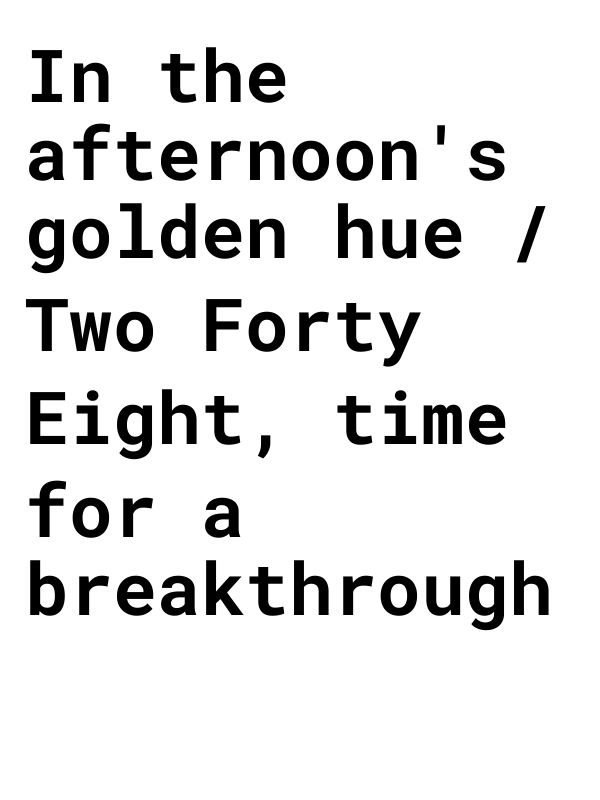 In the
afternoon's
golden hue /
Two Forty
Eight, time
for a
breakthrough